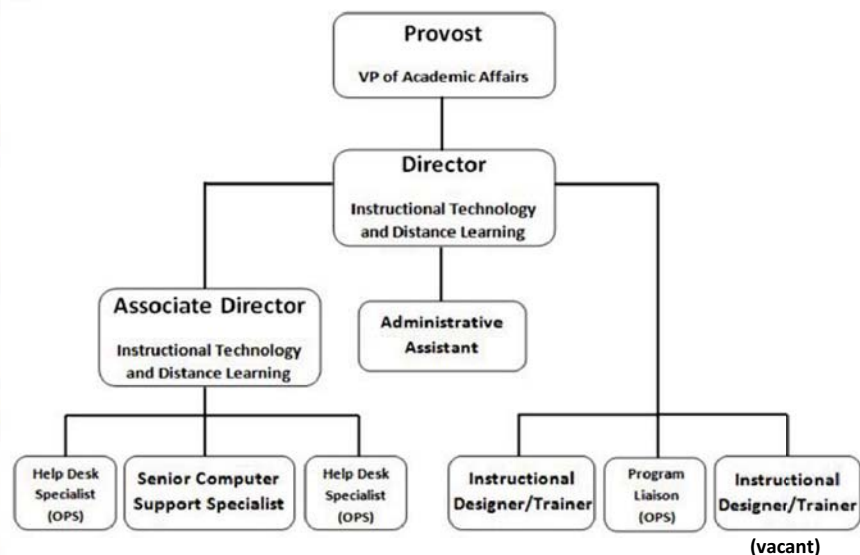 Provost
VP of Academic Affairs
Director
Instructional Technology
and Distance Learning
Associate Director
Instructional Technology
and Distance Learning
Administrative
Assistant
Help Desk
Specialist
(OPS)
Senior Computer
Support Specialist
Help Desk
Specialist
(OPS)
Instructional
Designer/Trainer
Program
Liaison
(OPS)
Instructional
Designer/Trainer
(vacant)